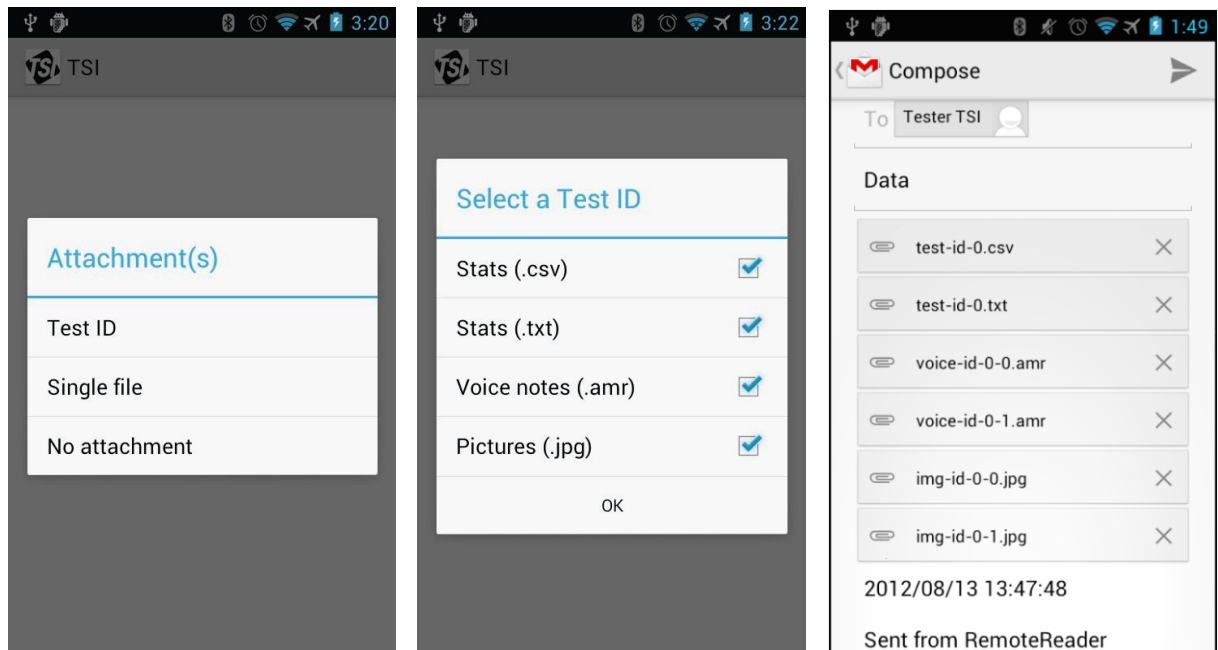 3:20
TSI TSI
Attachment(s)
Test ID
Single file
No attachment
3:22
TSI TSI
Select a Test ID
Stats (.csv)
Stats (.txt)
Voice notes (.amr)
Pictures (.jpg)
OK
1:49
Compose
To Tester TSI
Data
test-id-0.csv
test-id-0.txt
voice-id-0-0.amr
voice-id-0-1.amr
img-id-0-0.jpg
img-id-0-1.jpg
2012/08/13 13:47:48
Sent from RemoteReader